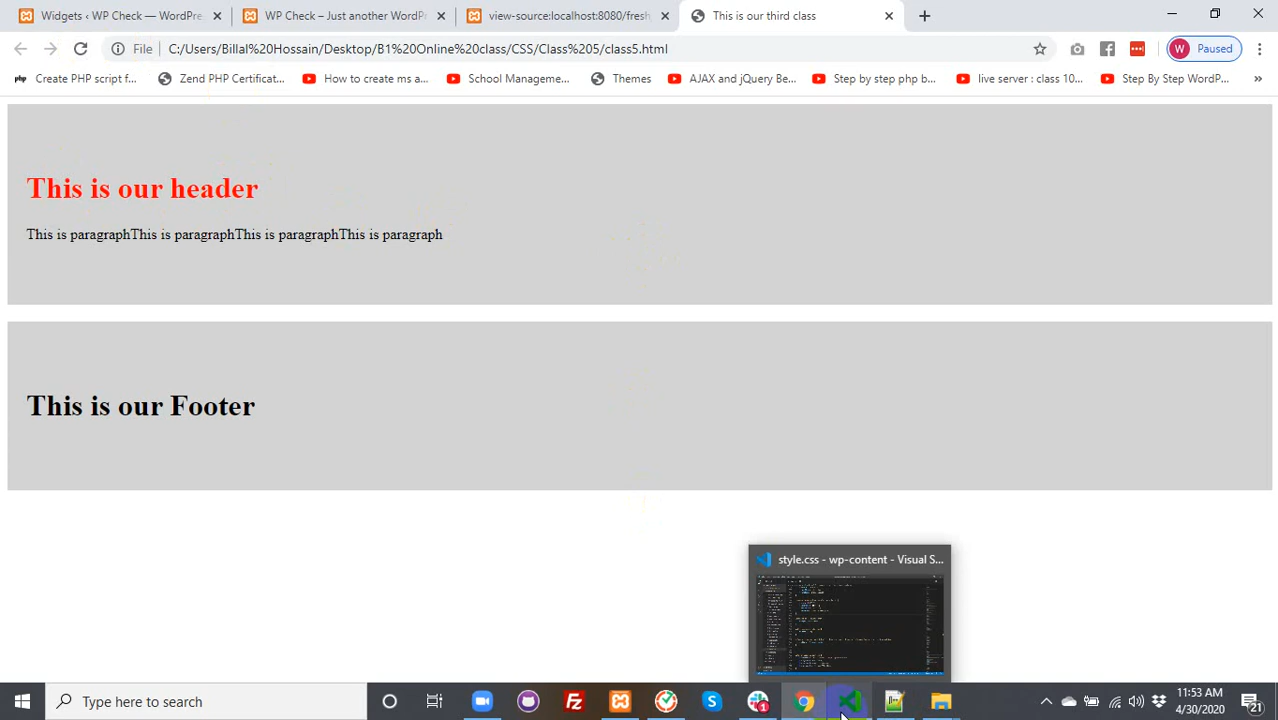 Widgets ‹ WP Check — WordPre
WP Check – Just another WordP
view-source:localhost:8080/fresh
This is our third class
File
C:/Users/Billal%20Hossain/Desktop/B1%20Online%20class/CSS/Class%205/class5.html
W Paused
php Create PHP script f...
Zend PHP Certificat...
How to create ms a...
School Manageme...
Themes
AJAX and jQuery Be...
Step by step php b...
live server : class 10...
Step By Step WordP...
»
This is our header
This is paragraphThis is paragraphThis is paragraphThis is paragraph
This is our Footer
style.css - wp-content - Visual S...
Type here to search
11:53 AM
4/30/2020
21